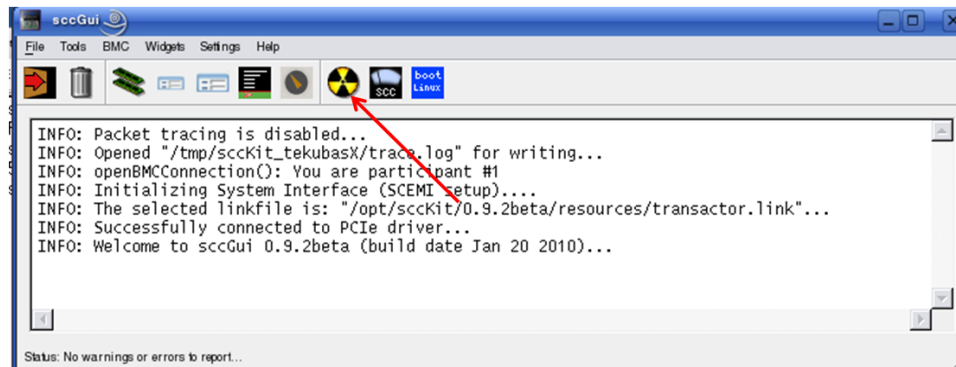 sccGui
File Tools BMC Widgets Settings Help
scc
boot
Linux
INFO: Packet tracing is disabled...
INFO: Opened "/tmp/sccKit_tekubasX/trace.log" for writing...
INFO: openBMCConnection(): You are participant #1
INFO: Initializing System Interface (SCEMI setup)....
INFO: The selected linkfile is: "/opt/sccKit/0.9.2beta/resources/transactor.link"...
INFO: Successfully connected to PCIe driver...
INFO: Welcome to sccGui 0.9.2beta (build date Jan 20 2010)...
Status: No warnings or errors to report...